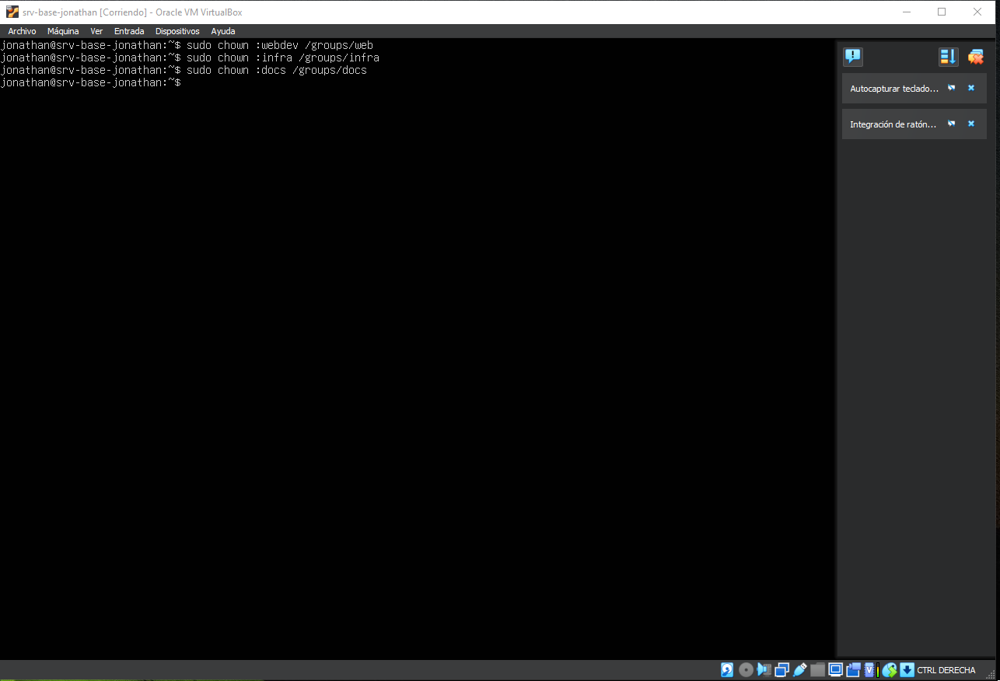 srv-base-jonathan [Corriendo] - Oracle VM VirtualBox
Archivo Máquina Ver Entrada Dispositivos Ayuda
jonathan@srv-base-jonathan:~$ sudo chown :webdev /groups/web
jonathan@srv-base-jonathan:~$ sudo chown :infra /groups/infra
jonathan@srv-base-jonathan:~$ sudo chown :docs /groups/docs
jonathan@srv-base-jonathan:~$
Autocapturar teclado...
Integración de ratón...
CTRL DERECHA